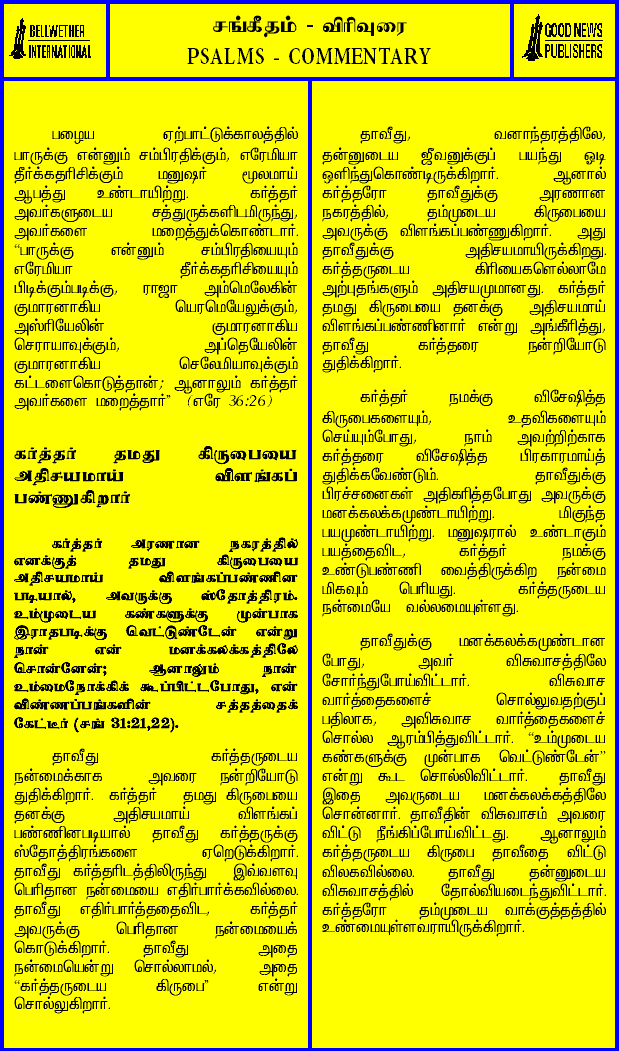 BELLWETHER
INTERNATIONAL
சங்கீதம் - விரிவுரை
PSALMS - COMMENTARY
GOOD NEWS
PUBLISHERS
பழைய ஏற்பாட்டுக்காலத்தில்
பாருக்கு என்னும் சம்பிரதிக்கும், எரேமியா
தீர்க்கதரிசிக்கும் மனுஷர் மூலமாய்
ஆபத்து உண்டாயிற்று. கர்த்தர்
அவர்களுடைய சத்துருக்களிடமிருந்து,
அவர்களை மறைத்துக்கொண்டார்.
“பாருக்கு என்னும் சம்பிரதியையும்
எரேமியா தீர்க்கதரிசியையும்
பிடிக்கும்படிக்கு, ராஜா அம்மெலேகின்
குமாரனாகிய யெரமெயேலுக்கும்,
அஸ்ரியேலின் குமாரனாகிய
செராயாவுக்கும், அப்தெயேலின்
குமாரனாகிய செலேமியாவுக்கும்
கட்டளைகொடுத்தான்; ஆனாலும் கர்த்தர்
அவர்களை மறைத்தார்” (எரே 36:26)
கர்த்தர் தமது கிருபையை
அதிசயமாய் விளங்கப்
பண்ணுகிறார்
கர்த்தர் அரணான நகரத்தில்
எனக்குத் தமது கிருபையை
அதிசயமாய் விளங்கப்பண்ணின
படியால், அவருக்கு ஸ்தோத்திரம்.
உம்முடைய கண்களுக்கு முன்பாக
இராதபடிக்கு வெட்டுண்டேன் என்று
நான் என் மனக்கலக்கத்திலே
சொன்னேன்; ஆனாலும் நான்
உம்மைநோக்கிக் கூப்பிட்டபோது, என்
விண்ணப்பங்களின் சத்தத்தைக்
கேட்டீர் (சங் 31:21,22).
தாவீது கர்த்தருடைய
நன்மைக்காக அவரை நன்றியோடு
துதிக்கிறார். கர்த்தர் தமது கிருபையை
தனக்கு அதிசயமாய் விளங்கப்
பண்ணினபடியால் தாவீது கர்த்தருக்கு
ஸ்தோத்திரங்களை ஏறெடுக்கிறார்.
தாவீது கர்த்தரிடத்திலிருந்து இவ்வளவு
பெரிதான நன்மையை எதிர்பார்க்கவில்லை.
தாவீது எதிர்பார்த்ததைவிட, கர்த்தர்
அவருக்கு பெரிதான நன்மையைக்
கொடுக்கிறார். தாவீது அதை
நன்மையென்று சொல்லாமல், அதை
“கர்த்தருடைய கிருபை” என்று
சொல்லுகிறார்.
தாவீது, வனாந்தரத்திலே,
தன்னுடைய ஜீவனுக்குப் பயந்து ஓடி
ஒளிந்துகொண்டிருக்கிறார். ஆனால்
கர்த்தரோ தாவீதுக்கு அரணான
நகரத்தில், தம்முடைய கிருபையை
அவருக்கு விளங்கப்பண்ணுகிறார். அது
தாவீதுக்கு அதிசயமாயிருக்கிறது.
கர்த்தருடைய கிரியைகளெல்லாமே
அற்புதங்களும் அதிசயமுமானது. கர்த்தர்
தமது கிருபையை தனக்கு அதிசயமாய்
விளங்கப்பண்ணினார் என்று அங்கீரித்து,
தாவீது கர்த்தரை நன்றியோடு
துதிக்கிறார்.
கர்த்தர் நமக்கு விசேஷித்த
கிருபைகளையும், உதவிகளையும்
செய்யும்போது, நாம் அவற்றிற்காக
கர்த்தரை விசேஷித்த பிரகாரமாய்த்
துதிக்கவேண்டும். தாவீதுக்கு
பிரச்சனைகள் அதிகரித்தபோது அவருக்கு
மனக்கலக்கமுண்டாயிற்று. மிகுந்த
பயமுண்டாயிற்று. மனுஷரால் உண்டாகும்
பயத்தைவிட, கர்த்தர் நமக்கு
உண்டுபண்ணி வைத்திருக்கிற நன்மை
மிகவும் பெரியது. கர்த்தருடைய
நன்மையே வல்லமையுள்ளது.
தாவீதுக்கு மனக்கலக்கமுண்டான
போது, அவர் விசுவாசத்திலே
சோர்ந்துபோய்விட்டார். விசுவாச
வார்த்தைகளைச் சொல்லுவதற்குப்
பதிலாக, அவிசுவாச வார்த்தைகளைச்
சொல்ல ஆரம்பித்துவிட்டார். “உம்முடைய
கண்களுக்கு முன்பாக வெட்டுண்டேன்”
என்று கூட சொல்லிவிட்டார். தாவீது
இதை அவருடைய மனக்கலக்கத்திலே
சொன்னார். தாவீதின் விசுவாசம் அவரை
விட்டு நீங்கிப்போய்விட்டது. ஆனாலும்
கர்த்தருடைய கிருபை தாவீதை விட்டு
விலகவில்லை. தாவீது தன்னுடைய
விசுவாசத்தில் தோல்வியடைந்துவிட்டார்.
கர்த்தரோ தம்முடைய வாக்குத்தத்தில்
உண்மையுள்ளவராயிருக்கிறார்.